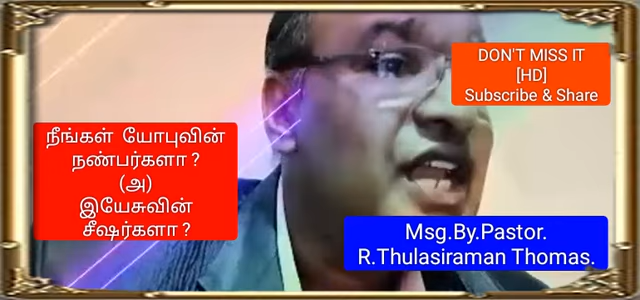 DON'T MISS IT
[HD]
Subscribe & Share
நீங்கள் யோபுவின்
நண்பர்களா ?
(அ)
இயேசுவின்
சீஷர்களா ?
Msg.By.Pastor.
R.Thulasiraman Thomas.